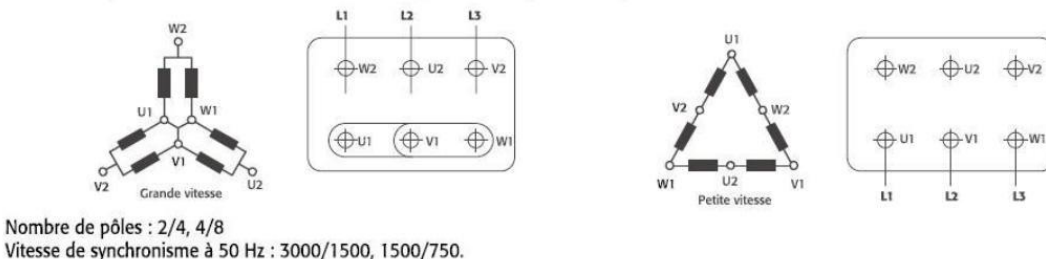 L1 L2 L3
W2
W2 U2 V2
U1 W1
V1
U1 V1 W1
V2 U2
Grande vitesse
U1
V2 W2
W1 U2 V1
Petite vitesse
W2 U2 V2
U1 V1 W1
L1 L2 L3
Nombre de pôles : 2/4, 4/8
Vitesse de synchronisme à 50 Hz : 3000/1500, 1500/750.